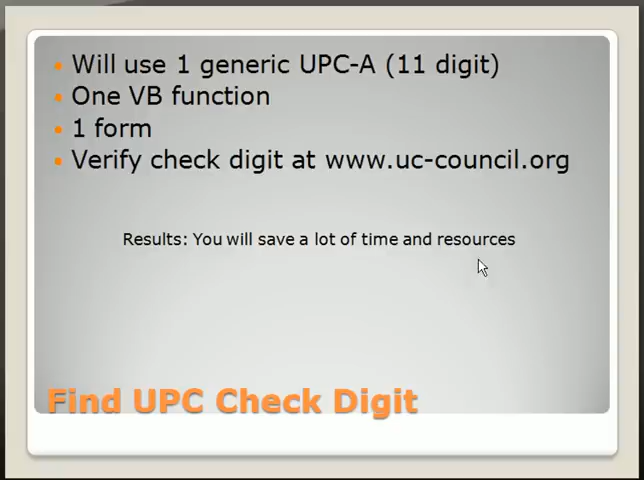 Will use 1 generic UPC-A (11 digit)
One VB function
1 form
Verify check digit at www.uc-council.org
Results: You will save a lot of time and resources
Find UPC Check Digit